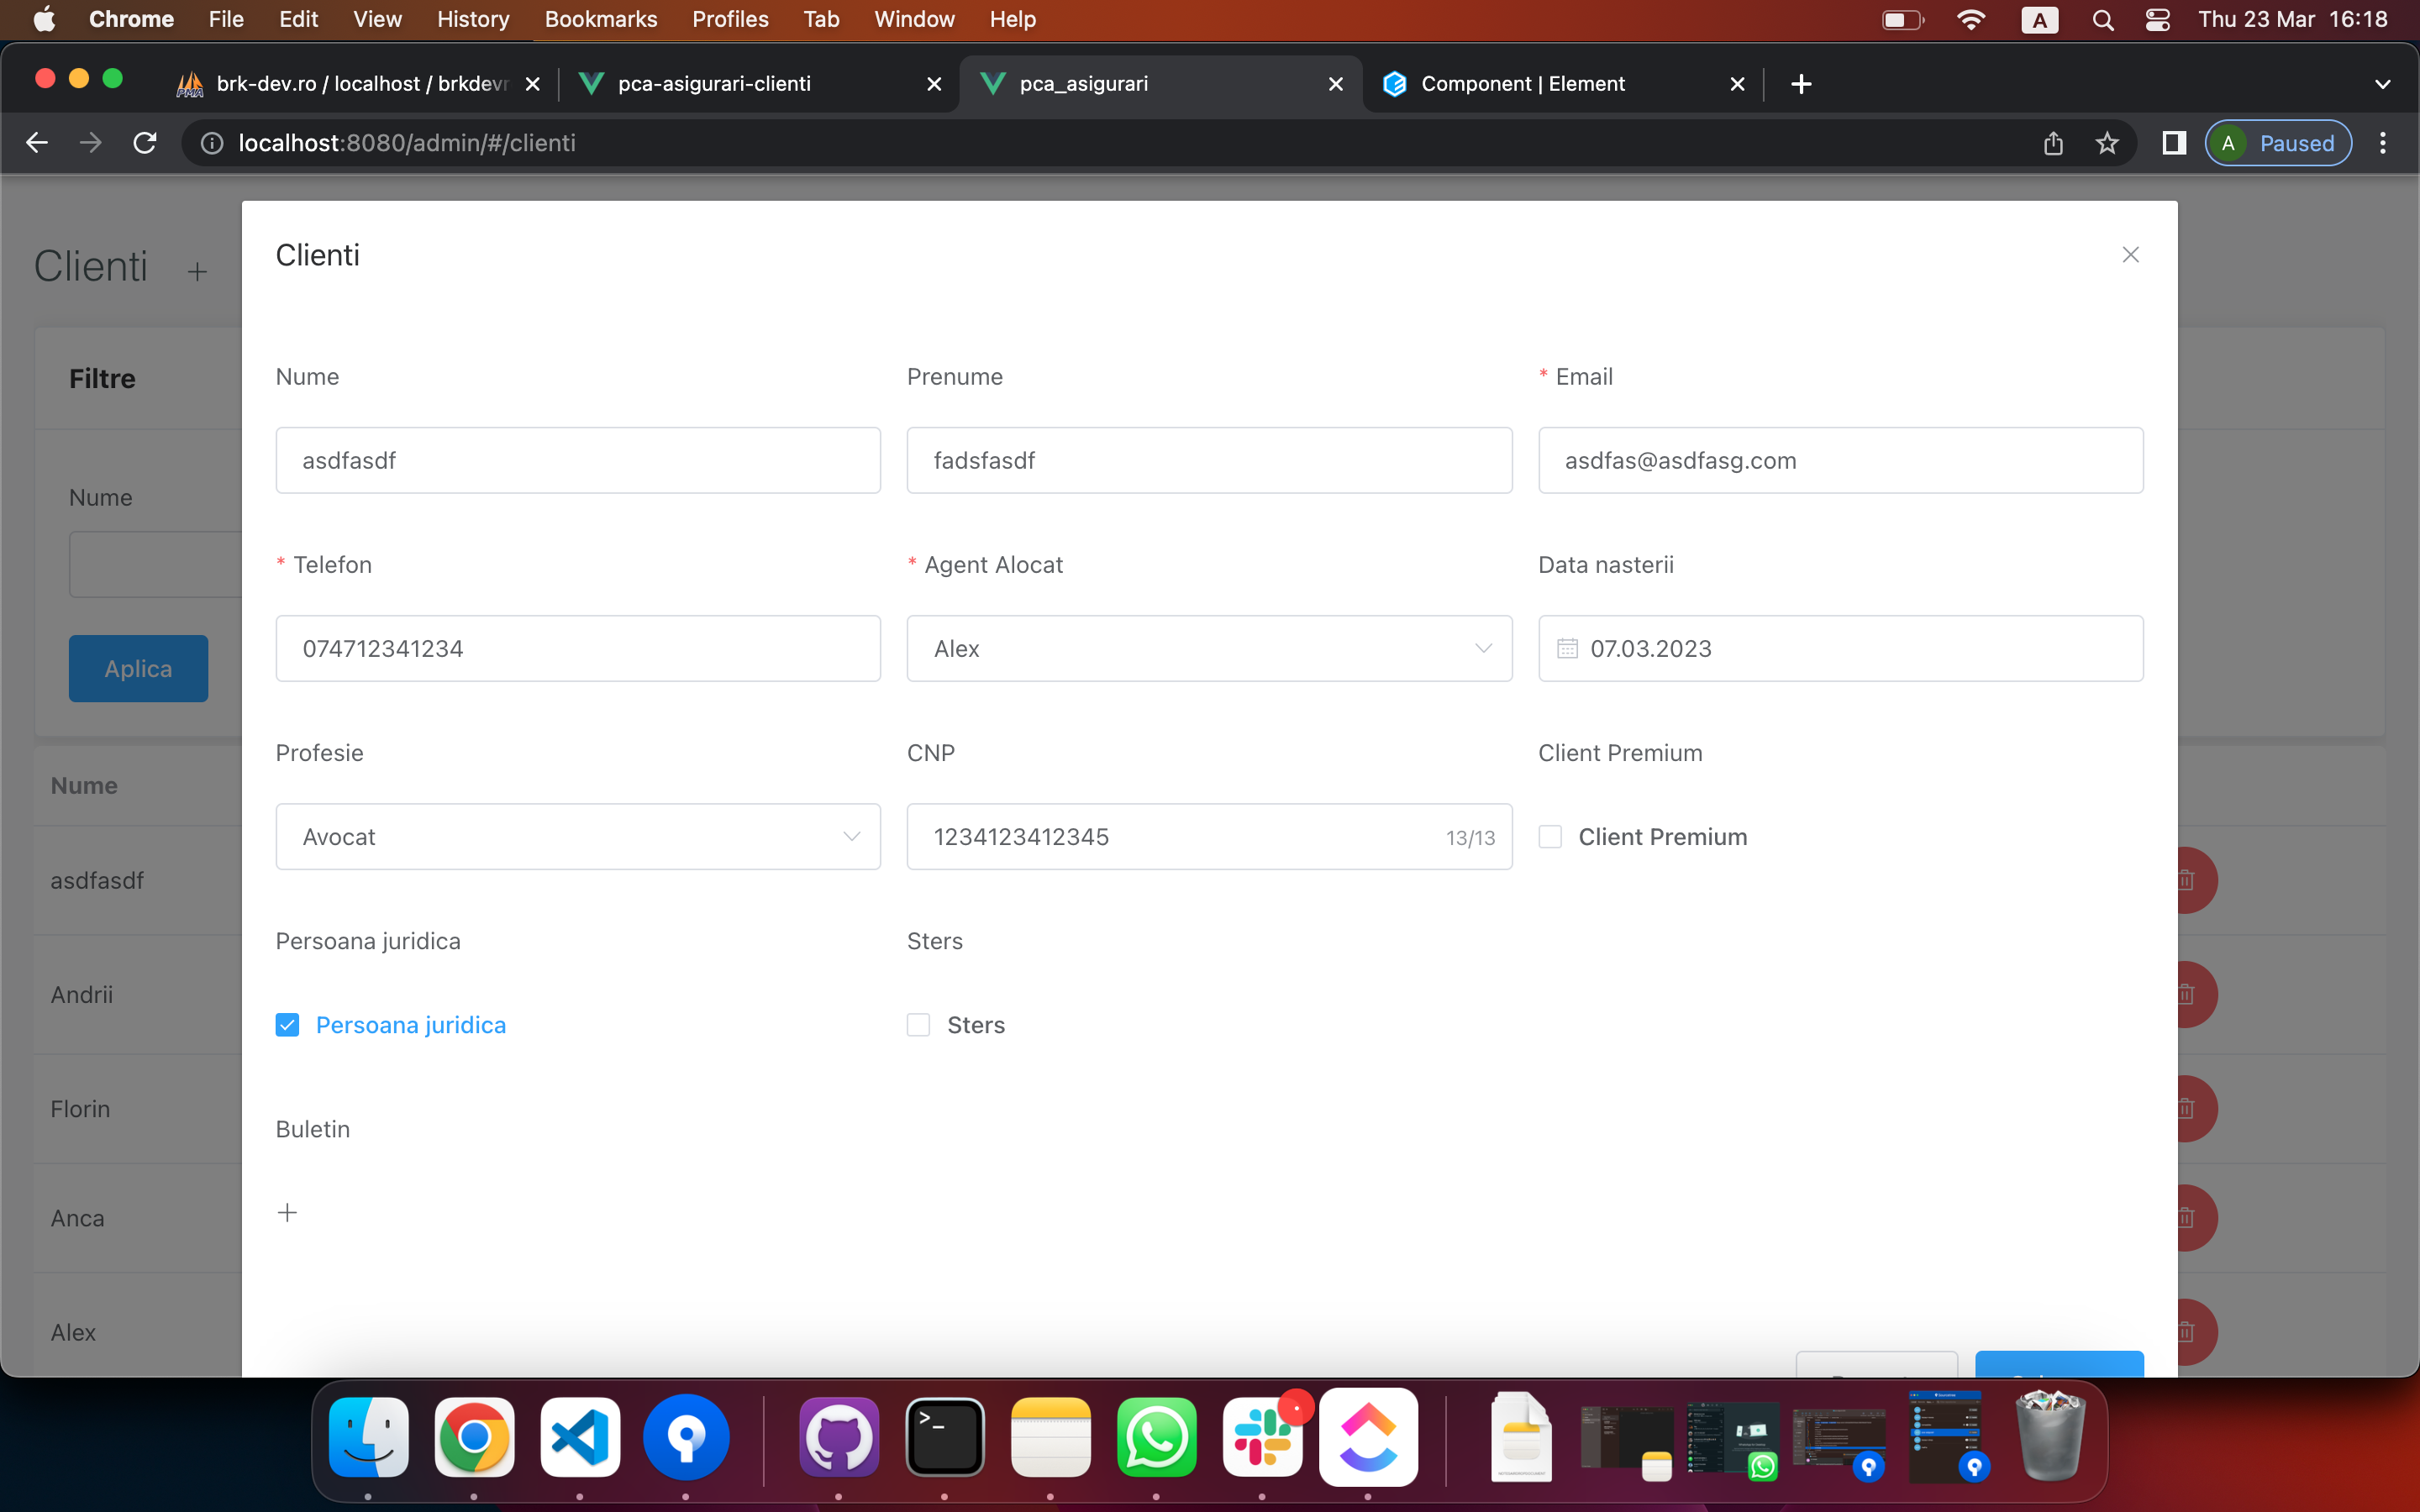 Chrome File Edit View History Bookmarks Profiles Tab Window Help A Thu 23 Mar 16:18
brk-dev.ro / localhost / brkdevr pca-asigurari-clienti pca_asigurari Component | Element
localhost:8080/admin/#/clienti A Paused
Clienti
Clienti
Filtre
Nume
Aplica
Nume
asdfasdf
Andrii
Florin
Anca
Alex
Nume Prenume * Email
asdfasdf fadsfasdf asdfas@asdfasg.com
* Telefon * Agent Alocat Data nasterii
074712341234 Alex 07.03.2023
Profesie CNP Client Premium
Avocat 1234123412345 13/13 Client Premium
Persoana juridica Sters
Persoana juridica Sters
Buletin